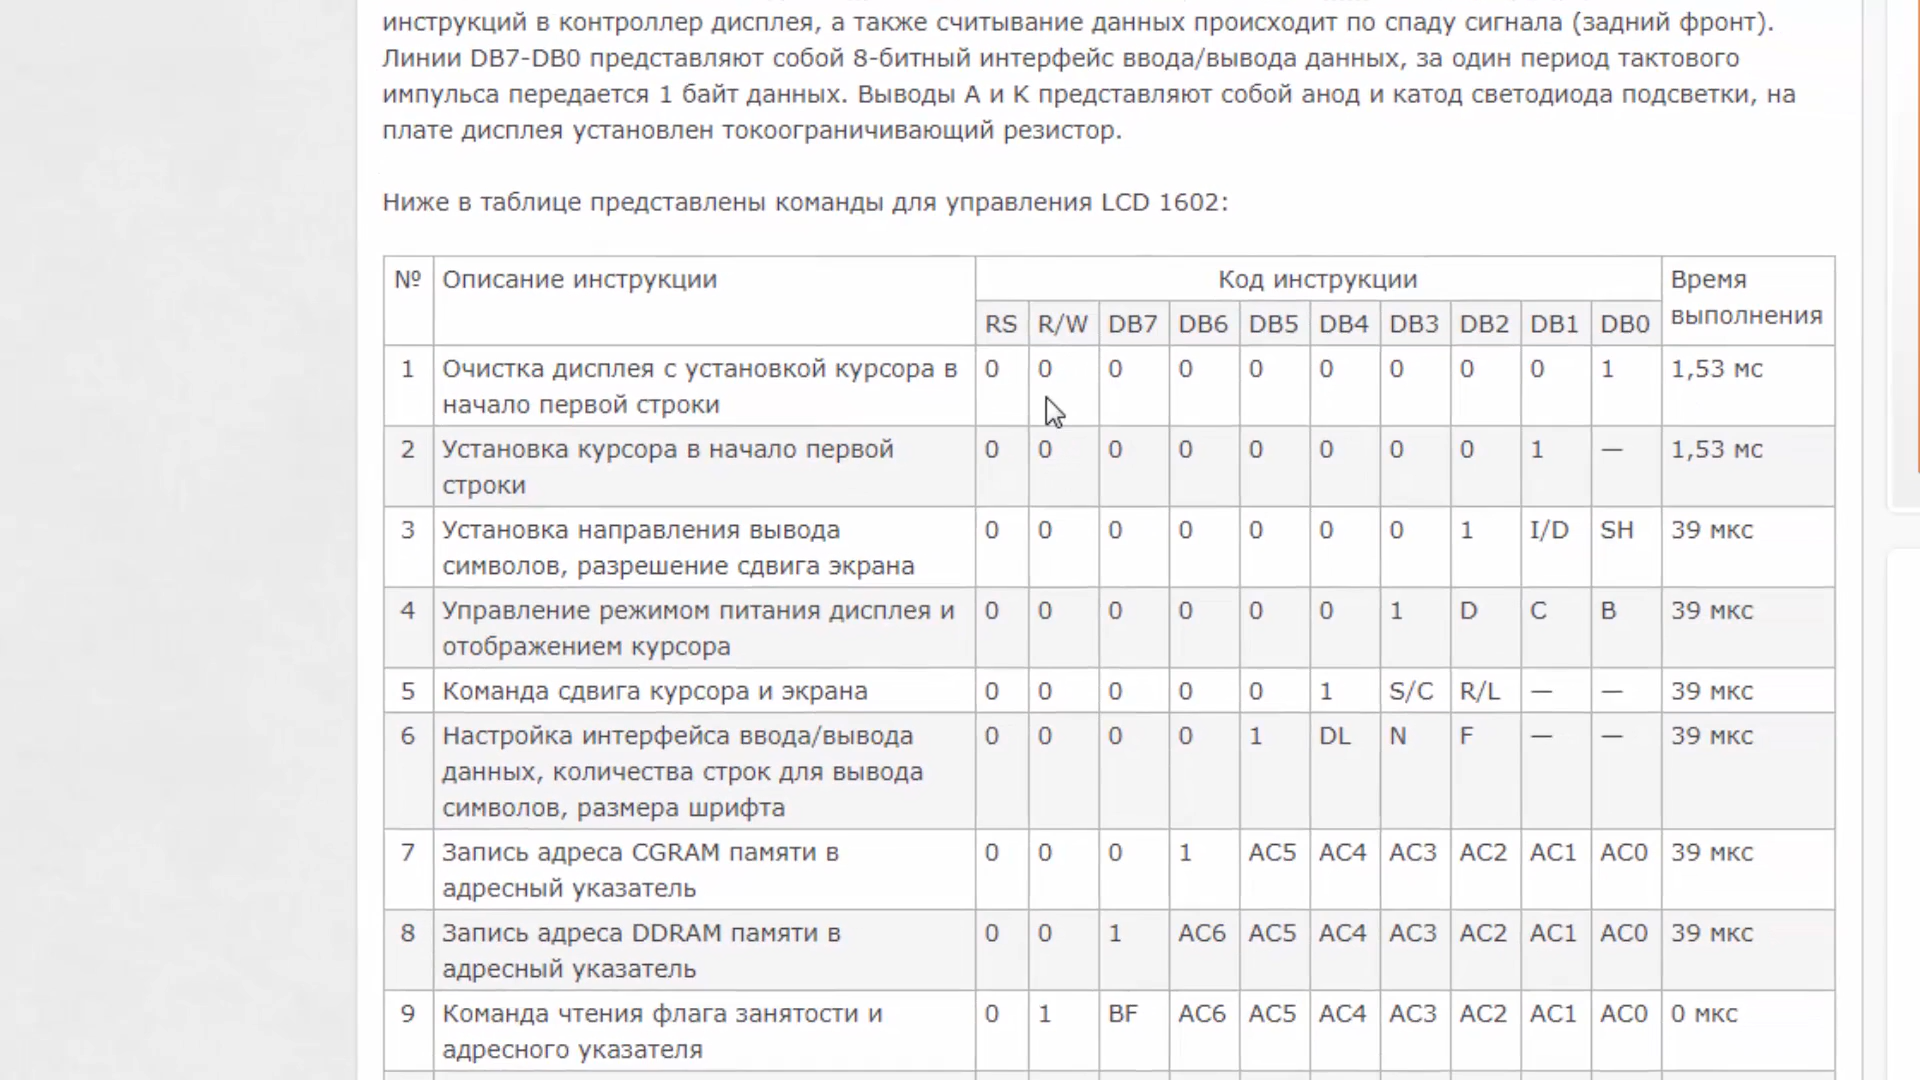 инструкций в контроллер дисплея, а также считывание данных происходит по спаду сигнала (задний фронт).
Линии DB7-DB0 представляют собой 8-битный интерфейс ввода/вывода данных, за один период тактового
импульса передается 1 байт данных. Выводы А и К представляют собой анод и катод светодиода подсветки, на
плате дисплея установлен токоограничивающий резистор.
Ниже в таблице представлены команды для управления LCD 1602:
№ Описание инструкции Код инструкции Время выполнения
RS R/W DB7 DB6 DB5 DB4 DB3 DB2 DB1 DB0
1 Очистка дисплея с установкой курсора в 0 0 0 0 0 0 0 0 0 1 1,53 мс
начало первой строки
2 Установка курсора в начало первой 0 0 0 0 0 0 0 0 1 — 1,53 мс
строки
3 Установка направления вывода 0 0 0 0 0 0 0 1 I/D SH 39 мкс
символов, разрешение сдвига экрана
4 Управление режимом питания дисплея и 0 0 0 0 0 0 1 D C B 39 мкс
отображением курсора
5 Команда сдвига курсора и экрана 0 0 0 0 0 1 S/C R/L — — 39 мкс
6 Настройка интерфейса ввода/вывода 0 0 0 0 1 DL N F — — 39 мкс
данных, количества строк для вывода
символов, размера шрифта
7 Запись адреса CGRAM памяти в 0 0 0 1 AC5 AC4 AC3 AC2 AC1 AC0 39 мкс
адресный указатель
8 Запись адреса DDRAM памяти в 0 0 1 AC6 AC5 AC4 AC3 AC2 AC1 AC0 39 мкс
адресный указатель
9 Команда чтения флага занятости и 0 1 BF AC6 AC5 AC4 AC3 AC2 AC1 AC0 0 мкс
адресного указателя